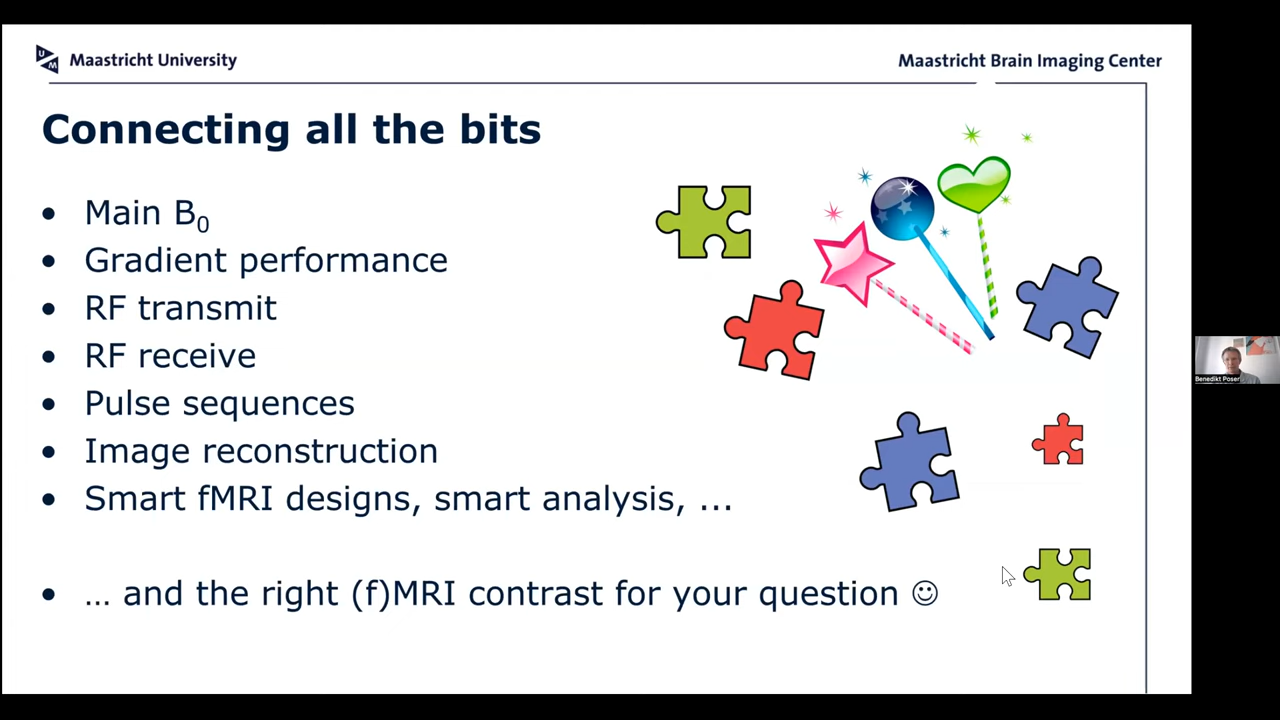 Maastricht University
Maastricht Brain Imaging Center
Connecting all the bits
• Main B₀
• Gradient performance
• RF transmit
• RF receive
• Pulse sequences
• Image reconstruction
• Smart fMRI designs, smart analysis, ...
• ... and the right (f)MRI contrast for your question ☺
Benedikt Poser